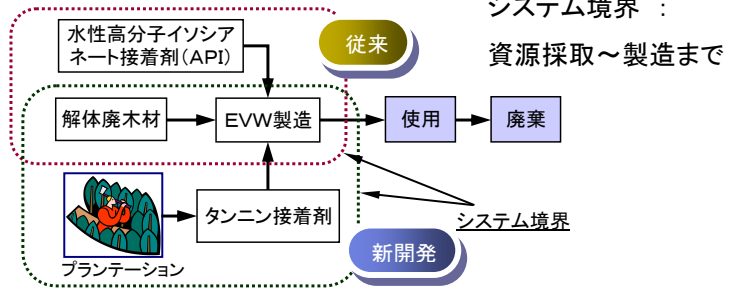 システム境界 :
資源採取~製造まで
水性高分子イソシア
ネート接着剤(API)
従来
解体廃木材
EVW製造
使用
廃棄
タンニン接着剤
システム境界
プランテーション
新開発